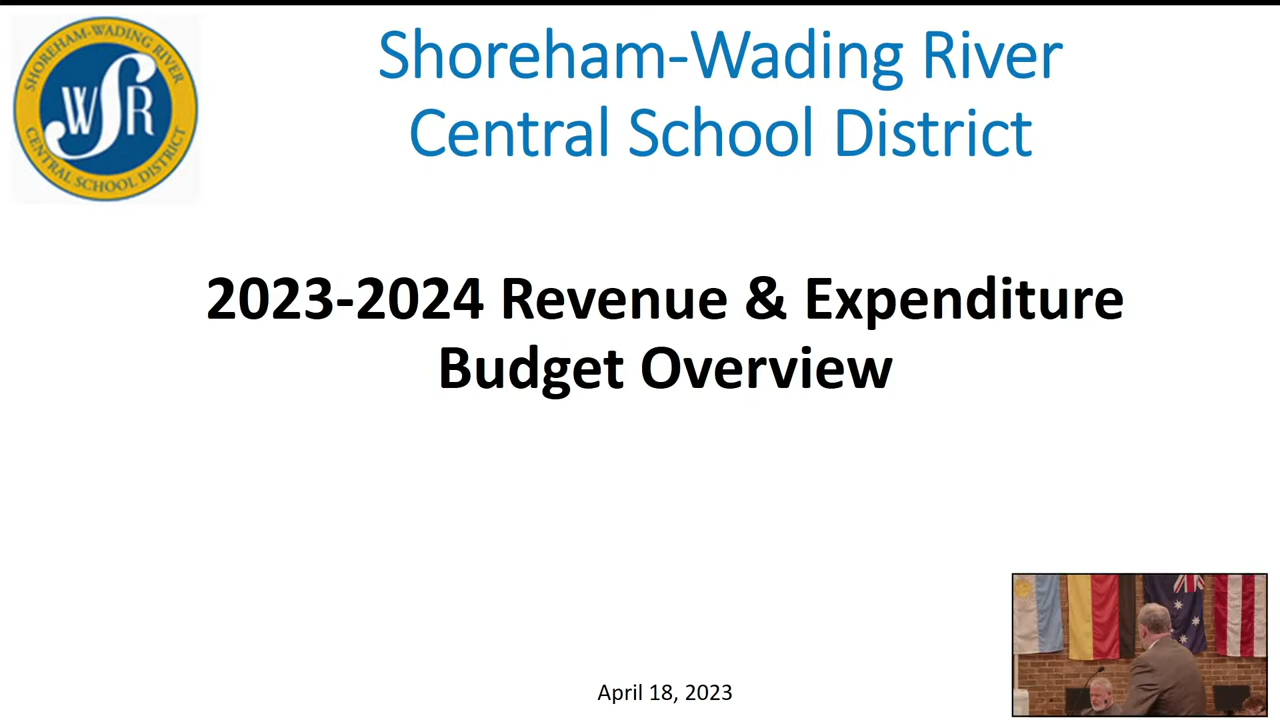 SHOREHAM-WADING RIVER
WSR
CENTRAL SCHOOL DISTRICT
Shoreham-Wading River
Central School District
2023-2024 Revenue & Expenditure
Budget Overview
April 18, 2023